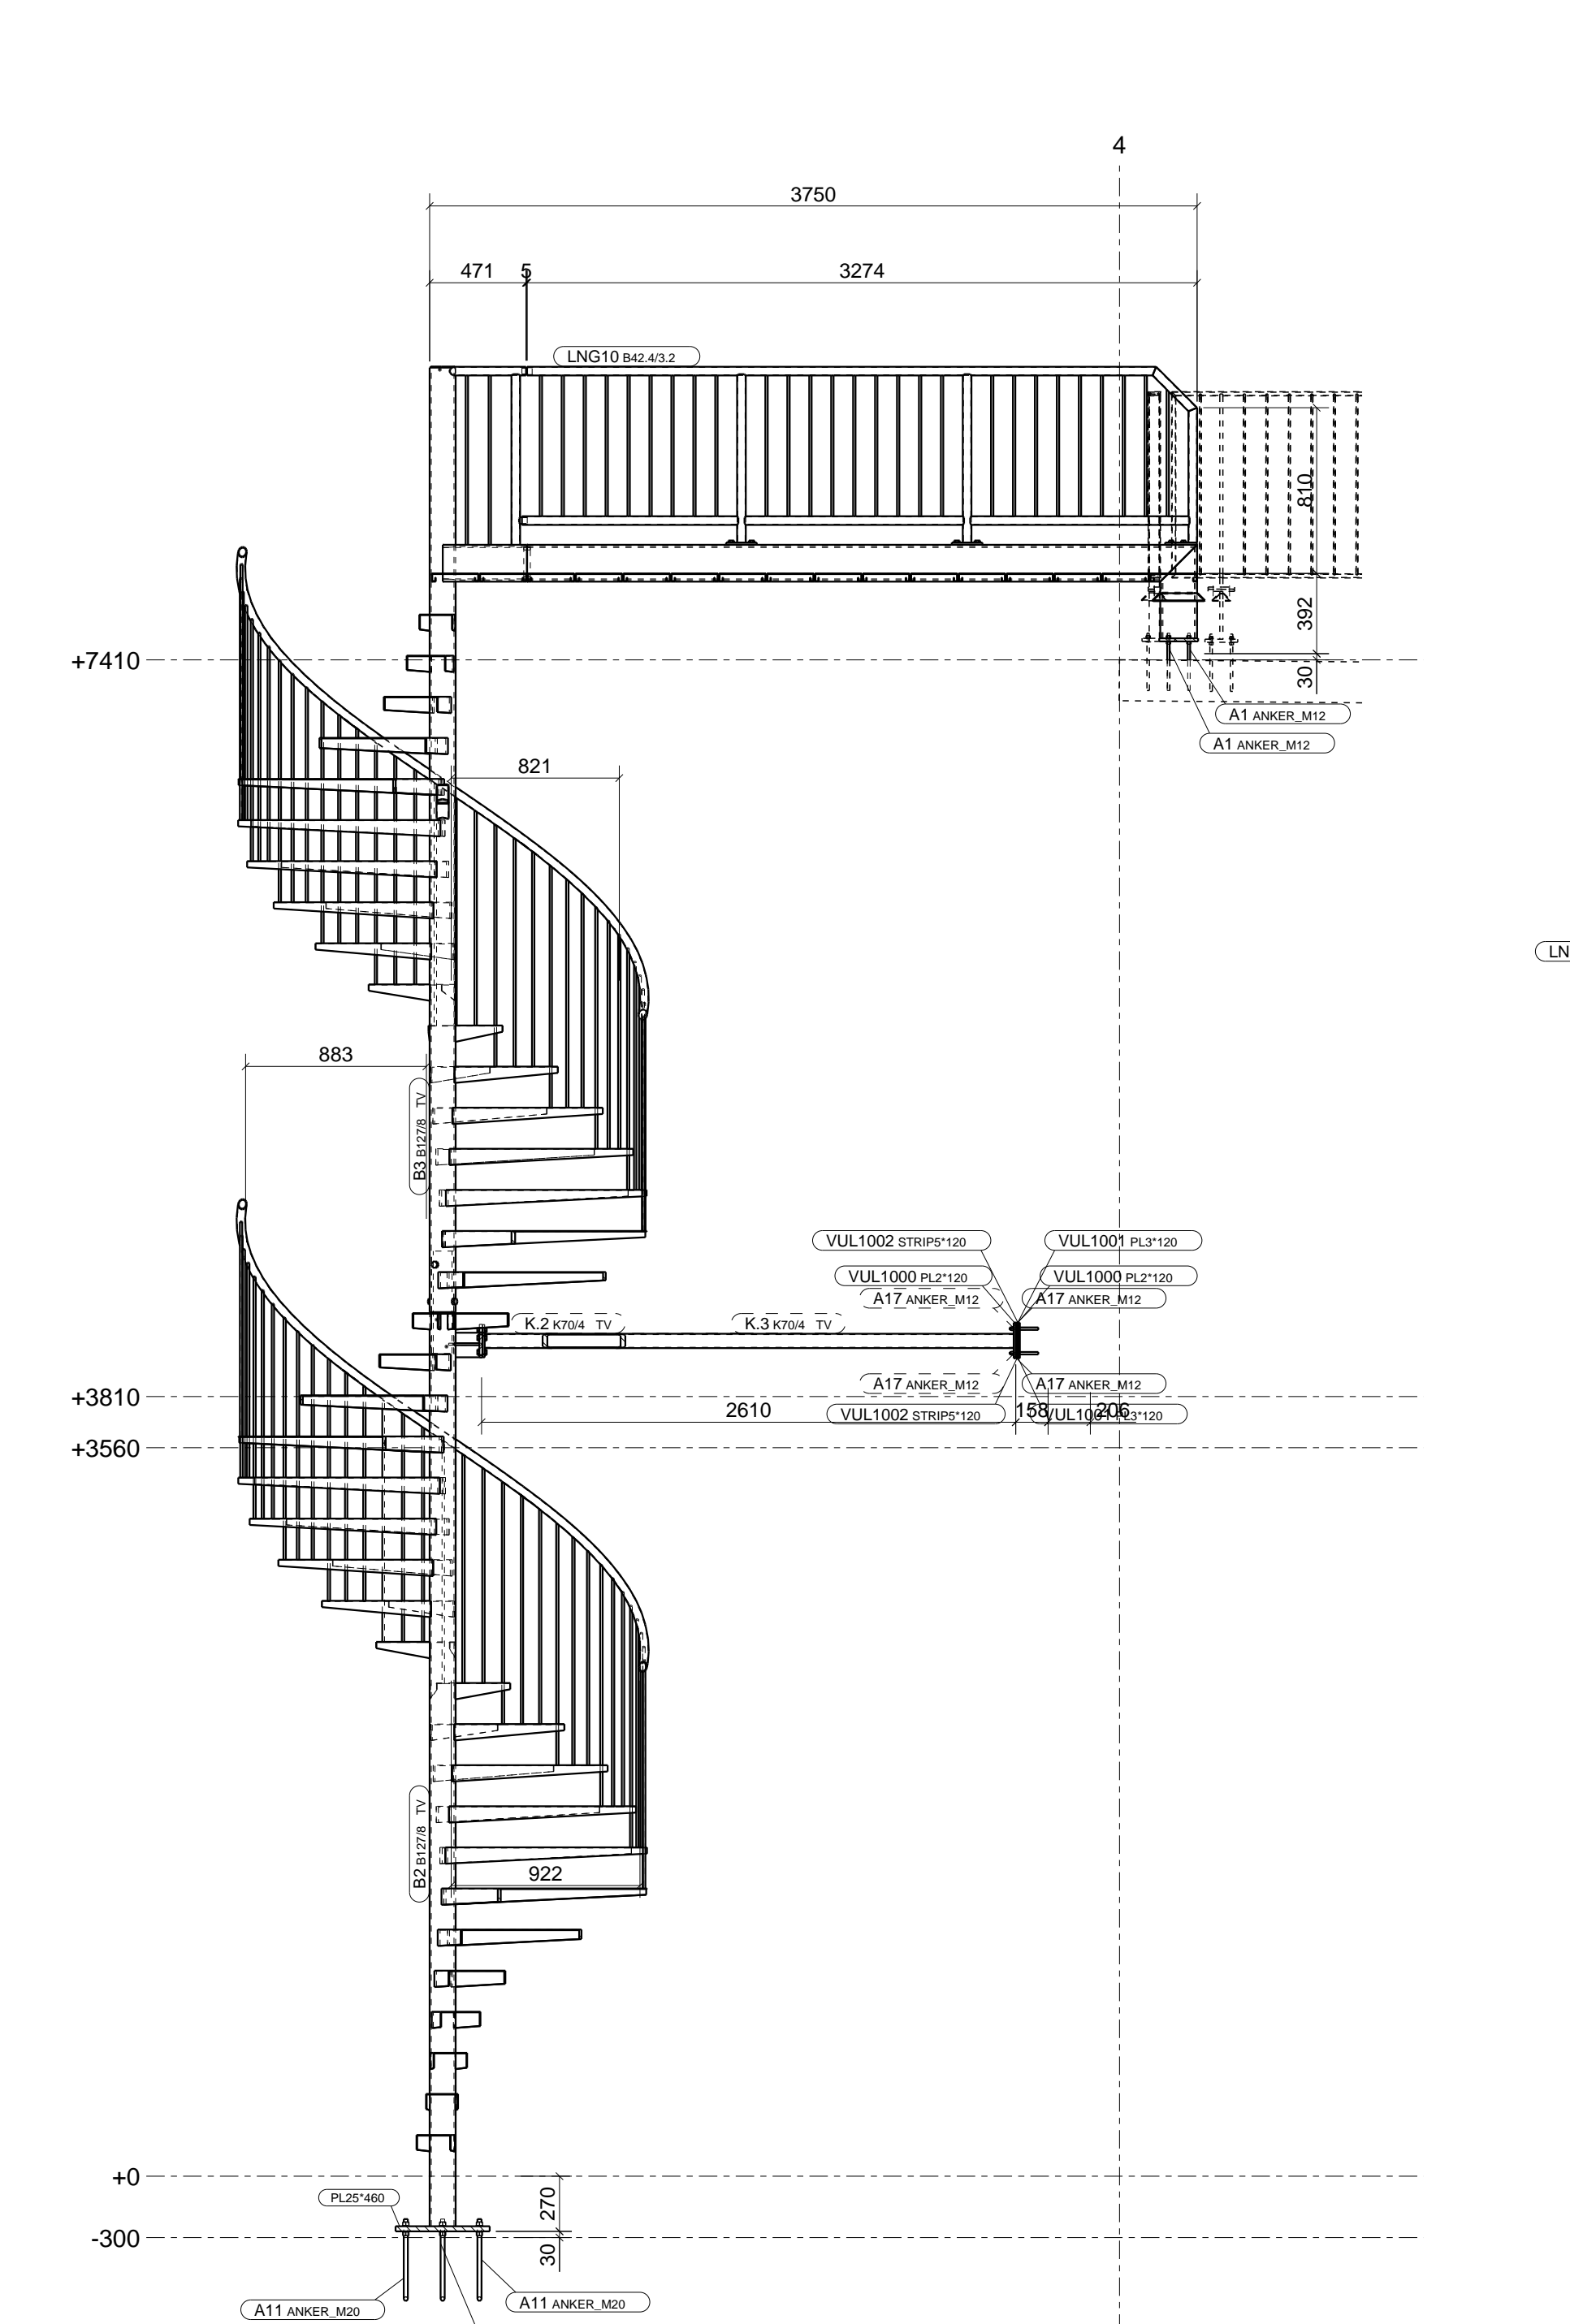 4
3750
471 5 3274
LNG10 B42.4/3.2
810
392
30
+7410
A1 ANKER_M12
A1 ANKER_M12
821
LN
883
B3 B127/8 TV
VUL1002 STRIP5*120
VUL1001 PL3*120
VUL1000 PL2*120
VUL1000 PL2*120
A17 ANKER_M12
A17 ANKER_M12
K.2 K70/4 TV
K.3 K70/4 TV
A17 ANKER_M12
A17 ANKER_M12
+3810
2610
VUL1002 STRIP5*120
158
VUL1001 PL3*120
206
+3560
B2 B127/8 TV
922
+0
PL25*460
270
-300
30
A11 ANKER_M20
A11 ANKER_M20